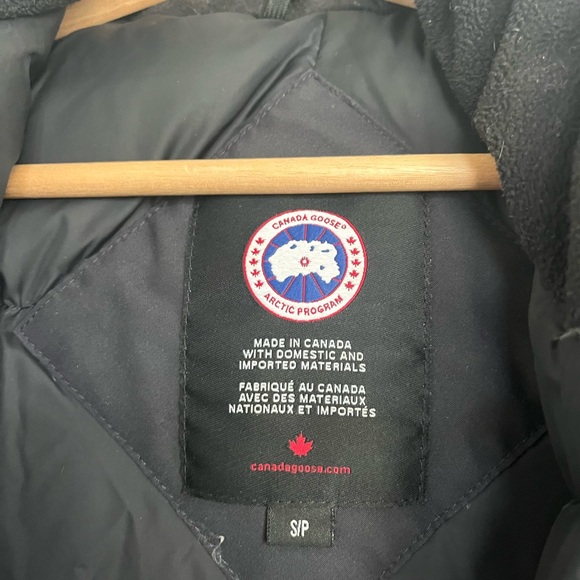 CANADA GOOSE®
ARCTIC PROGRAM
MADE IN CANADA
WITH DOMESTIC AND
IMPORTED MATERIALS
FABRIQUÉ AU CANADA
AVEC DES MATERIAUX
NATIONAUX ET IMPORTÉS
canadagoose.com
S/P